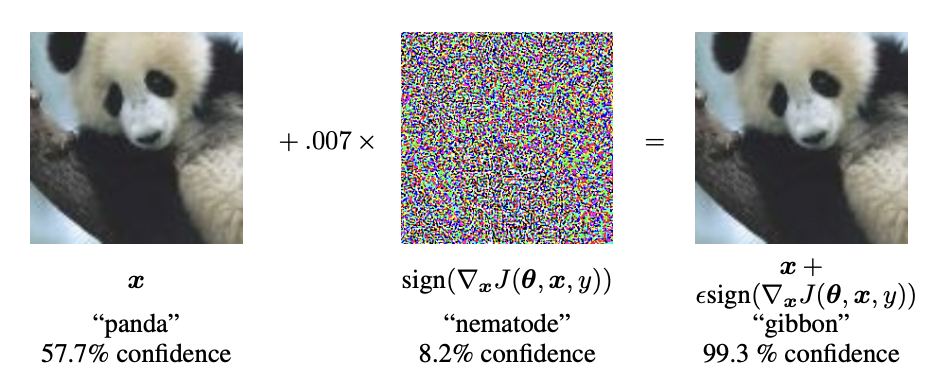 + .007 ×
=
x
sign(∇ₓJ(θ, x, y))
x +
ϵsign(∇ₓJ(θ, x, y))
“panda”
“nematode”
“gibbon”
57.7% confidence
8.2% confidence
99.3 % confidence